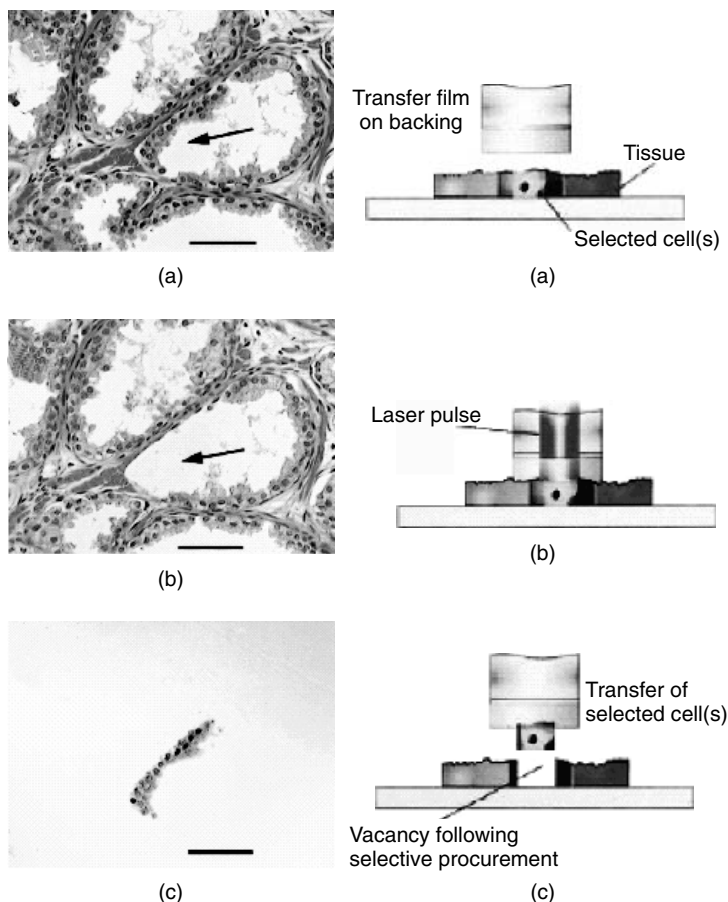 (a)
Transfer film
on backing
Tissue
Selected cell(s)
(a)
(b)
Laser pulse
(b)
(c)
Transfer of
selected cell(s)
Vacancy following
selective procurement
(c)